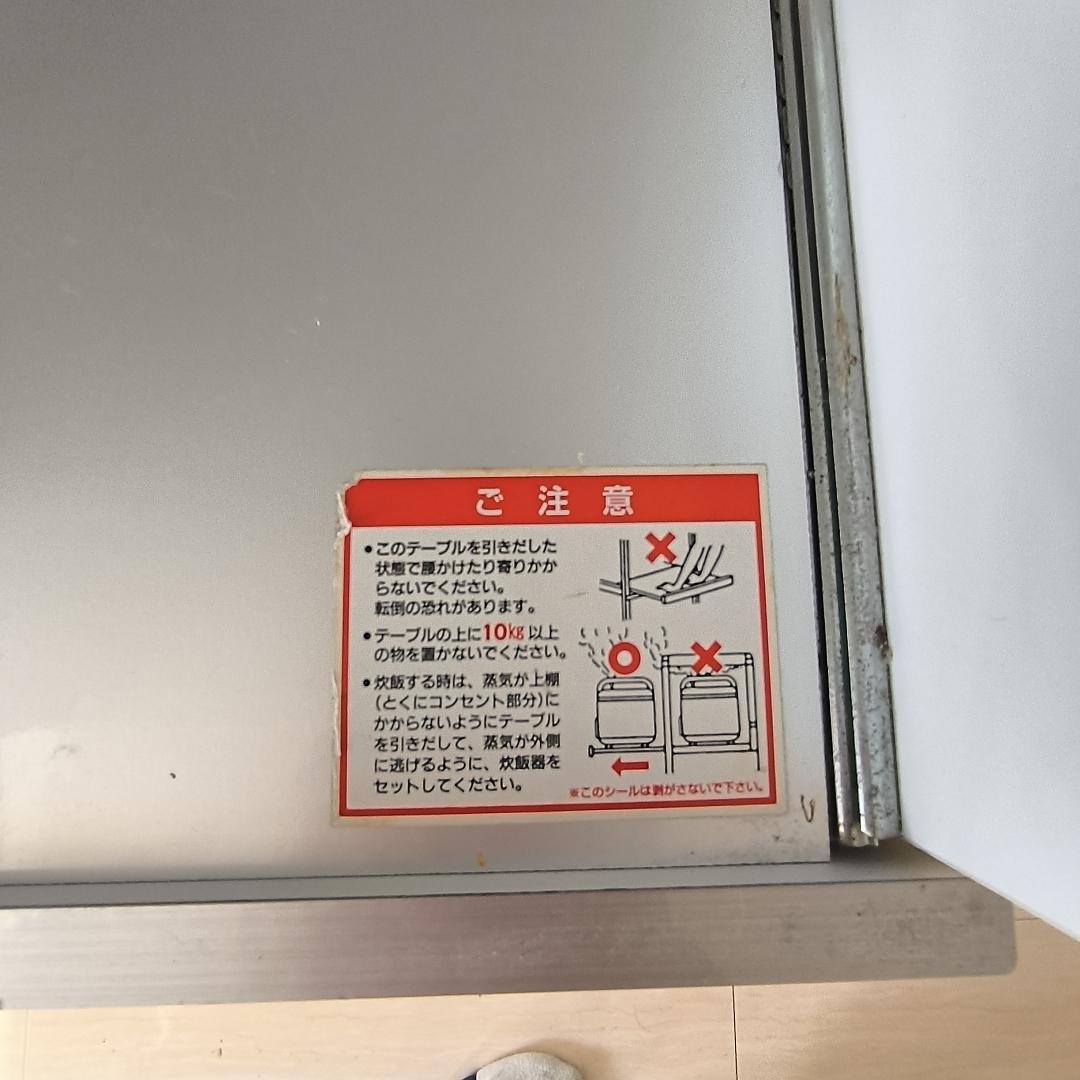 ご注意
●このテーブルを引きだした
状態で腰かけたり寄りかか
らないでください。
転倒の恐れがあります。
●テーブルの上に10kg以上
の物を置かないでください。
●炊飯する時は、蒸気が上棚
(とくにコンセント部分)に
かからないようにテーブル
を引きだして、蒸気が外側
に逃げるように、炊飯器を
セットしてください。
※このシールは剥がさないで下さい。